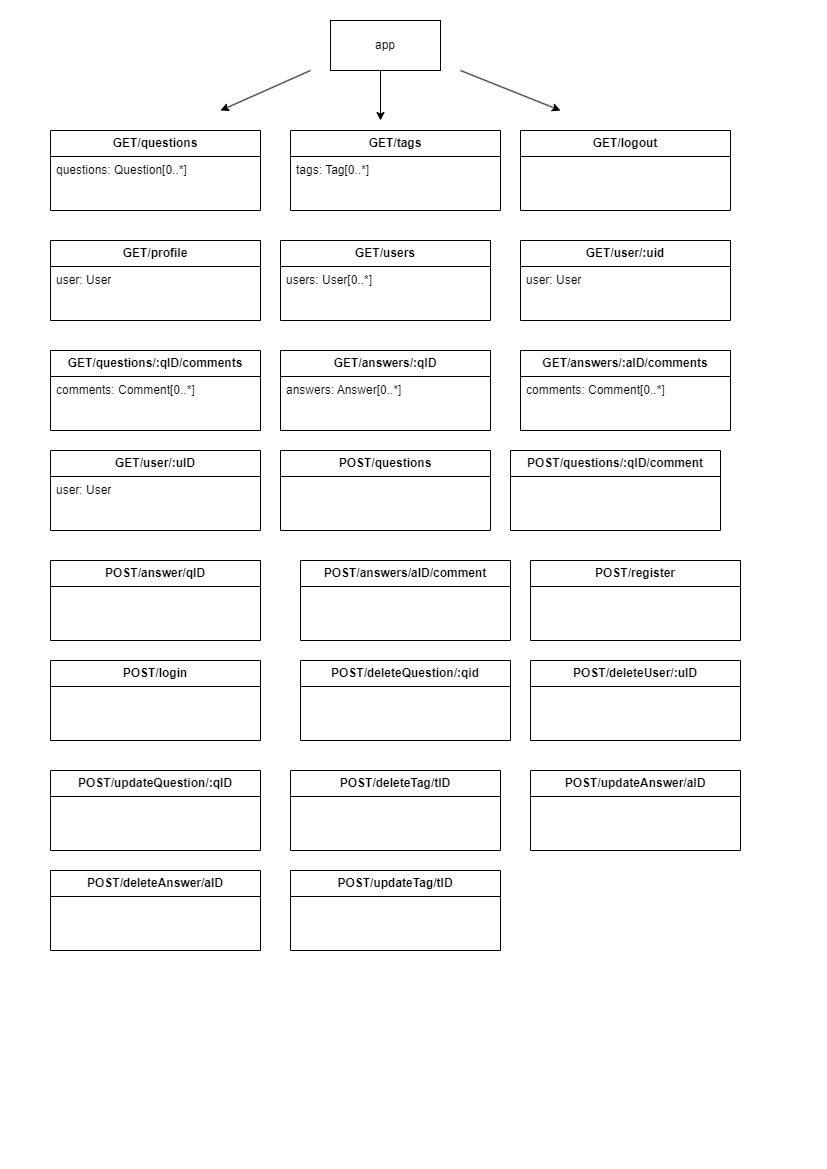 app
GET/questions
questions: Question[0..*]
GET/tags
tags: Tag[0..*]
GET/logout
GET/profile
user: User
GET/users
users: User[0..*]
GET/user/:uid
user: User
GET/questions/:qID/comments
comments: Comment[0..*]
GET/answers/:qID
answers: Answer[0..*]
GET/answers/:aID/comments
comments: Comment[0..*]
GET/user/:uID
user: User
POST/questions
POST/questions/:qID/comment
POST/answer/qID
POST/answers/aID/comment
POST/register
POST/login
POST/deleteQuestion/:qid
POST/deleteUser/:uID
POST/updateQuestion/:qID
POST/deleteTag/tID
POST/updateAnswer/aID
POST/deleteAnswer/aID
POST/updateTag/tID